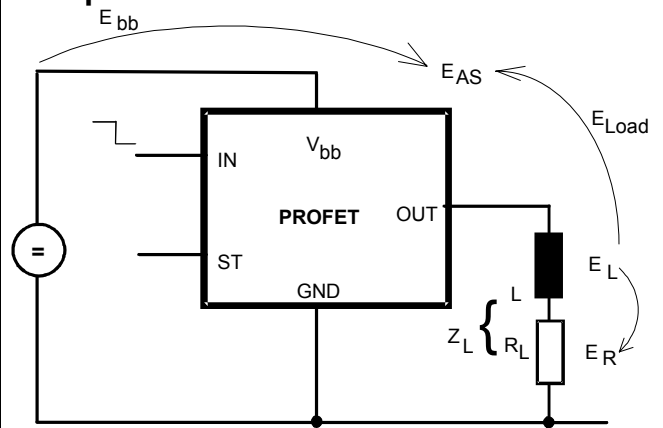 E bb
E AS
E Load
V bb
IN
PROFET
OUT
=
ST
GND
E L
L
Z L { R L
E R